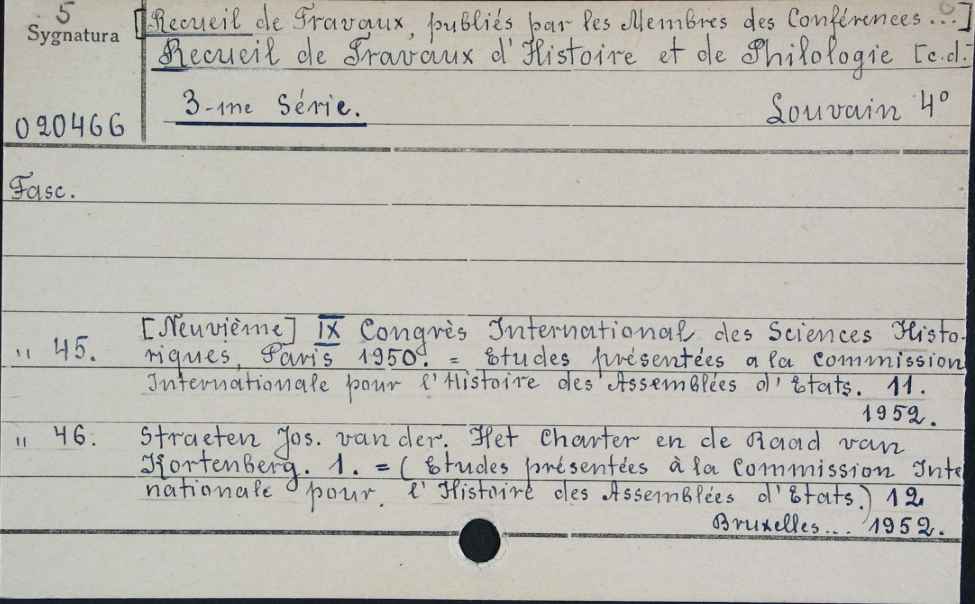 5
Sygnatura
020466
[Recueil de Travaux, publiés par les Membres des Conférences...]
6
Recueil de Travaux d'Histoire et de Philologie [c.d.]
3-me Série.
Louvain 4°
Fasc.
[Neuvième] IX Congrès International des Sciences Histo-
" 45. riques, Paris 1950. = Etudes présentées a la Commission
Internationale pour l'Histoire des Assemblées d'Etats. 11.
1952.
" 46. Straeten Jos. van der. Het Charter en de Raad van
Kortenberg. 1. = (Etudes présentées à la Commission Inte
nationale pour l'Histoire des Assemblées d'Etats.) 12
Bruxelles... 1952.